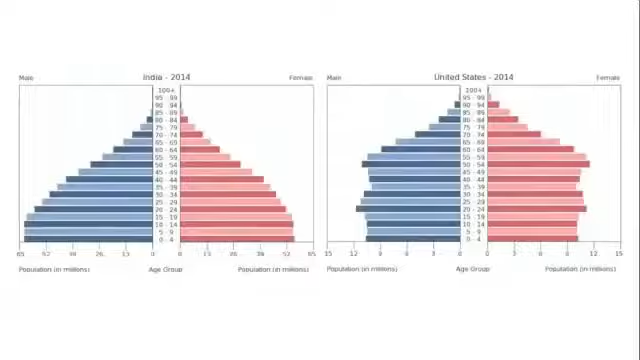 India - 2014
Male
Female
100+
95 - 99
90 - 94
85 - 89
80 - 84
75 - 79
70 - 74
65 - 69
60 - 64
55 - 59
50 - 54
45 - 49
40 - 44
35 - 39
30 - 34
25 - 29
20 - 24
15 - 19
10 - 14
5 - 9
0 - 4
65 52 39 26 13 0 0 13 26 39 52 65
Population (in millions) Age Group Population (in millions)
United States - 2014
Male
Female
100+
95 - 99
90 - 94
85 - 89
80 - 84
75 - 79
70 - 74
65 - 69
60 - 64
55 - 59
50 - 54
45 - 49
40 - 44
35 - 39
30 - 34
25 - 29
20 - 24
15 - 19
10 - 14
5 - 9
0 - 4
15 12 9 6 3 0 0 3 6 9 12 15
Population (in millions) Age Group Population (in millions)